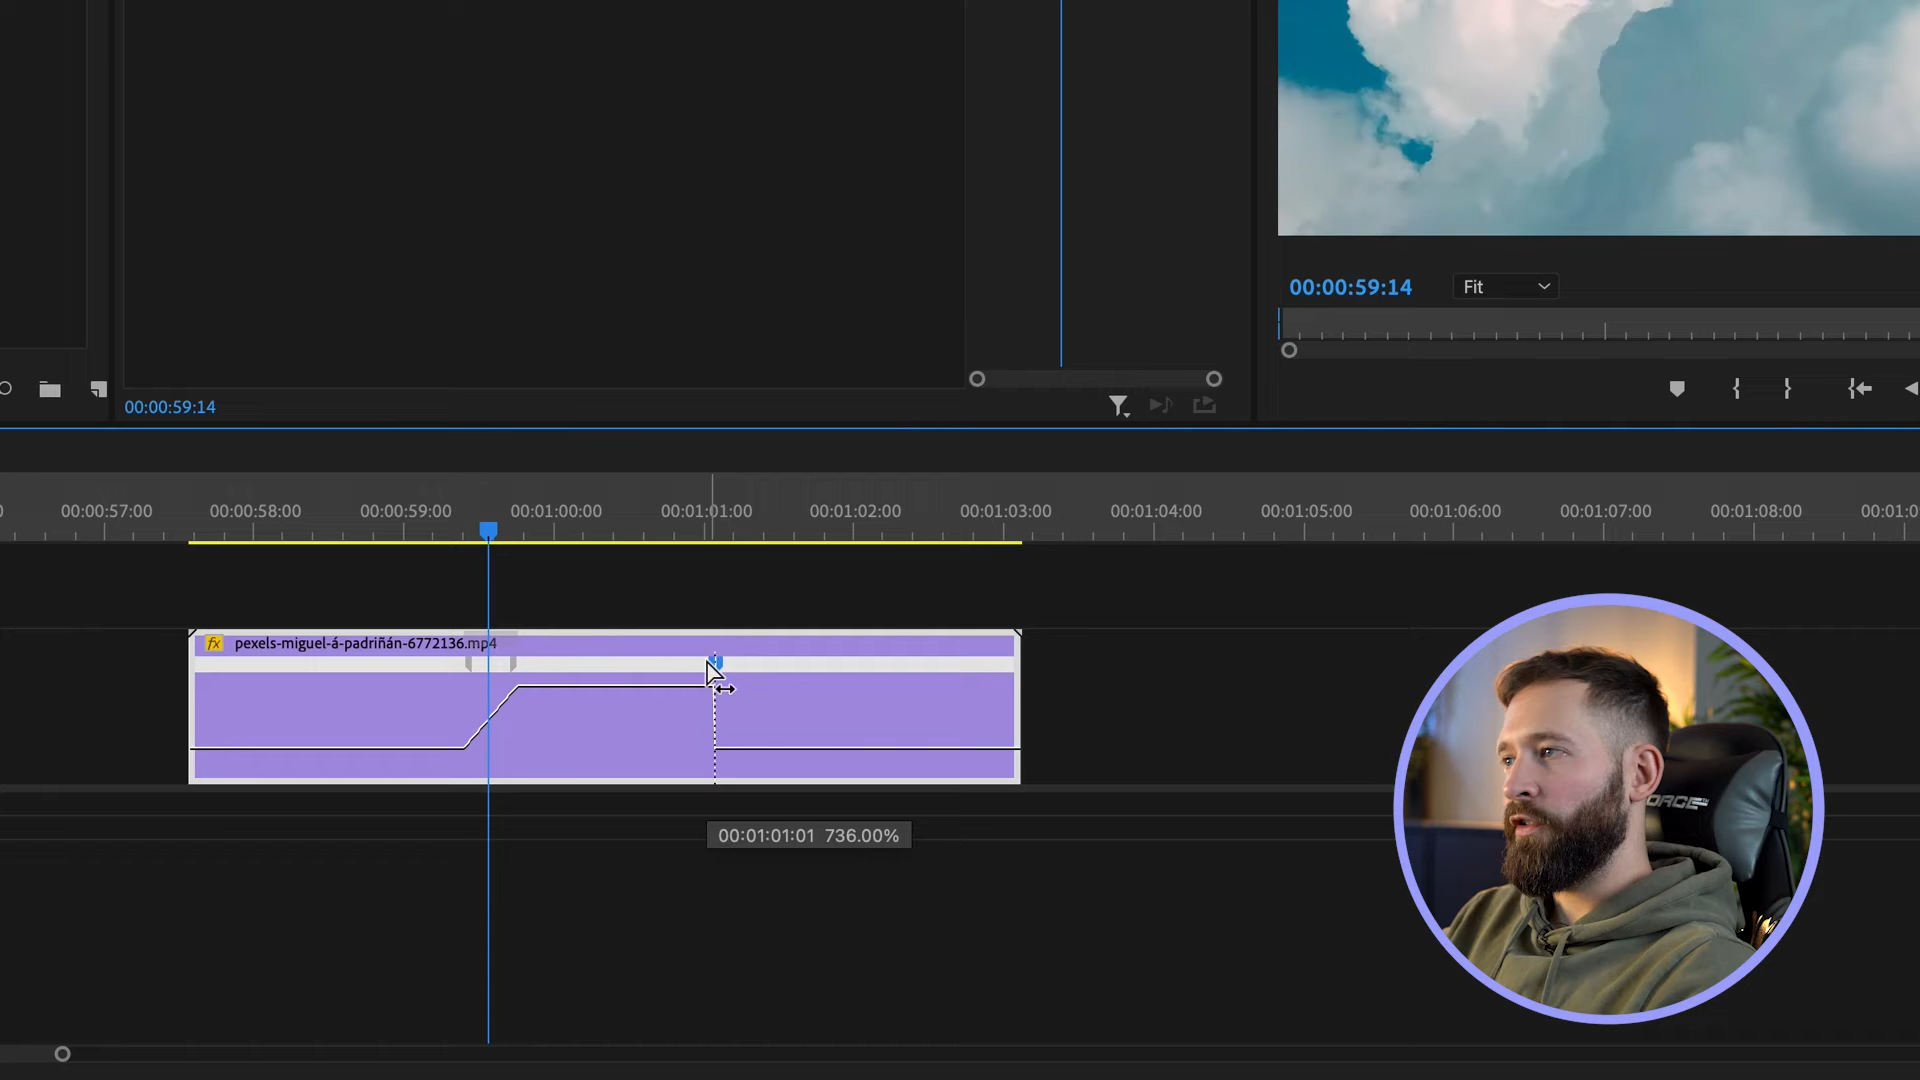 00:00:59:14
Fit
00:00:59:14
00:00:57:00 00:00:58:00 00:00:59:00 00:01:00:00 00:01:01:00 00:01:02:00 00:01:03:00 00:01:04:00 00:01:05:00 00:01:06:00 00:01:07:00 00:01:08:00 00:01:0
fx pexels-miguel-á-padriñán-6772136.mp4
00:01:01:01 736.00%
ORCE™